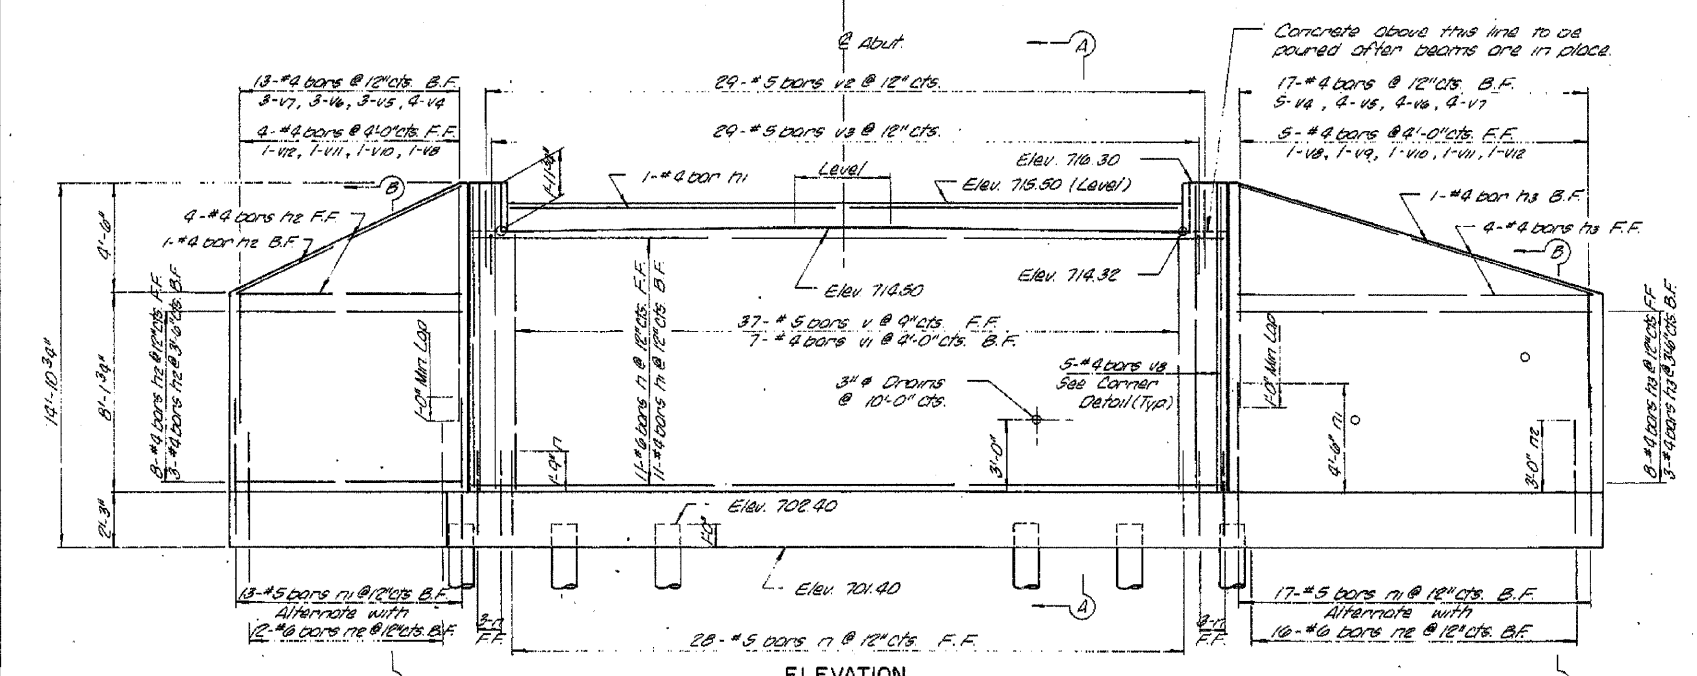 ℄ Abut.
A
Concrete above this line to be
poured after beams are in place.
13-#4 bars @ 12"cts. B.F.
3-v7, 3-v6, 3-v5, 4-v4
4-#4 bars @ 4'-0"cts. F.F.
1-v12, 1-v11, 1-v10, 1-v8
29-#5 bars v2 @ 12"cts.
29-#5 bars v3 @ 12"cts.
17-#4 bars @ 12"cts. B.F.
5-v4, 4-v5, 4-v6, 4-v7
5-#4 bars @ 4'-0"cts. F.F.
1-v8, 1-v9, 1-v10, 1-v11, 1-v12
Elev. 716.30
Level
1-#4 bar h1
Elev. 715.50 (Level)
B
4-#4 bars h2 F.F.
1-#4 bar h2 B.F.
1-#4 bar h3 B.F.
4-#4 bars h3 F.F.
B
4'-6"
8'-1 3/4"
2'-3"
14'-10 3/4"
Elev. 714.50
Elev. 714.32
8-#4 bars h2 @ 12"cts. F.F.
3-#4 bars h2 @ 3'-6"cts. B.F.
1'-0" Min Lap
11-#6 bars h @ 12"cts. F.F.
11-#4 bars h @ 12"cts. B.F.
37-#5 bars v @ 9"cts. F.F.
7-#4 bars v1 @ 4'-0"cts. B.F.
3"ø Drains
@ 10'-0" cts.
5-#4 bars v8
See Corner
Detail (Typ)
1'-0" Min Lap
8-#4 bars h3 @ 12"cts. F.F.
3-#4 bars h3 @ 3'-6"cts. B.F.
1'-9" n
3'-0"
4'-6" n1
3'-0" n2
Elev. 702.40
1'-0"
Elev. 701.40
A
13-#5 bars n1 @ 12"cts B.F.
Alternate with
12-#6 bars n2 @ 12"cts. B.F.
3-n
F.F.
28-#5 bars n @ 12"cts. F.F.
3-n
F.F.
17-#5 bars n1 @ 12"cts. B.F.
Alternate with
16-#6 bars n2 @ 12"cts. B.F.
ELEVATION